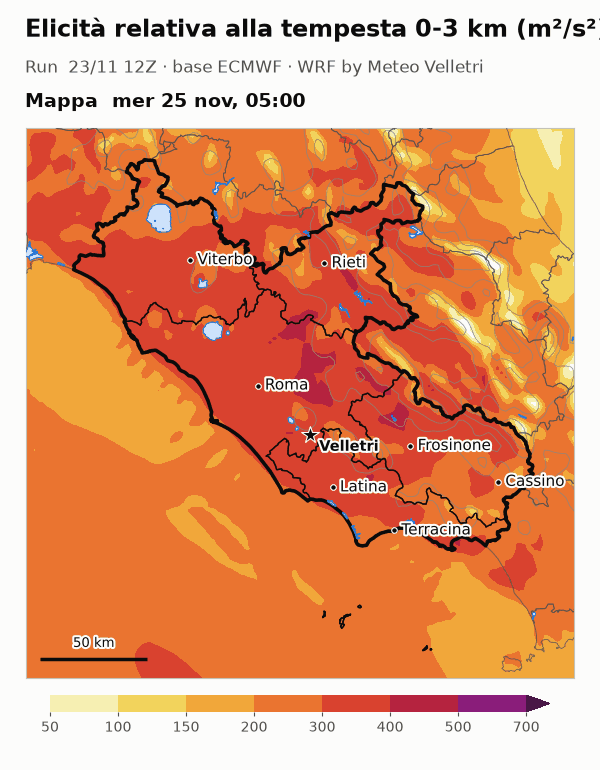 Elicità relativa alla tempesta 0-3 km (m²/s²)
Run 23/11 12Z · base ECMWF · WRF by Meteo Velletri
Mappa mer 25 nov, 05:00
Viterbo
Rieti
Roma
Velletri
Frosinone
Latina
Cassino
Terracina
50 km
50 100 150 200 300 400 500 700